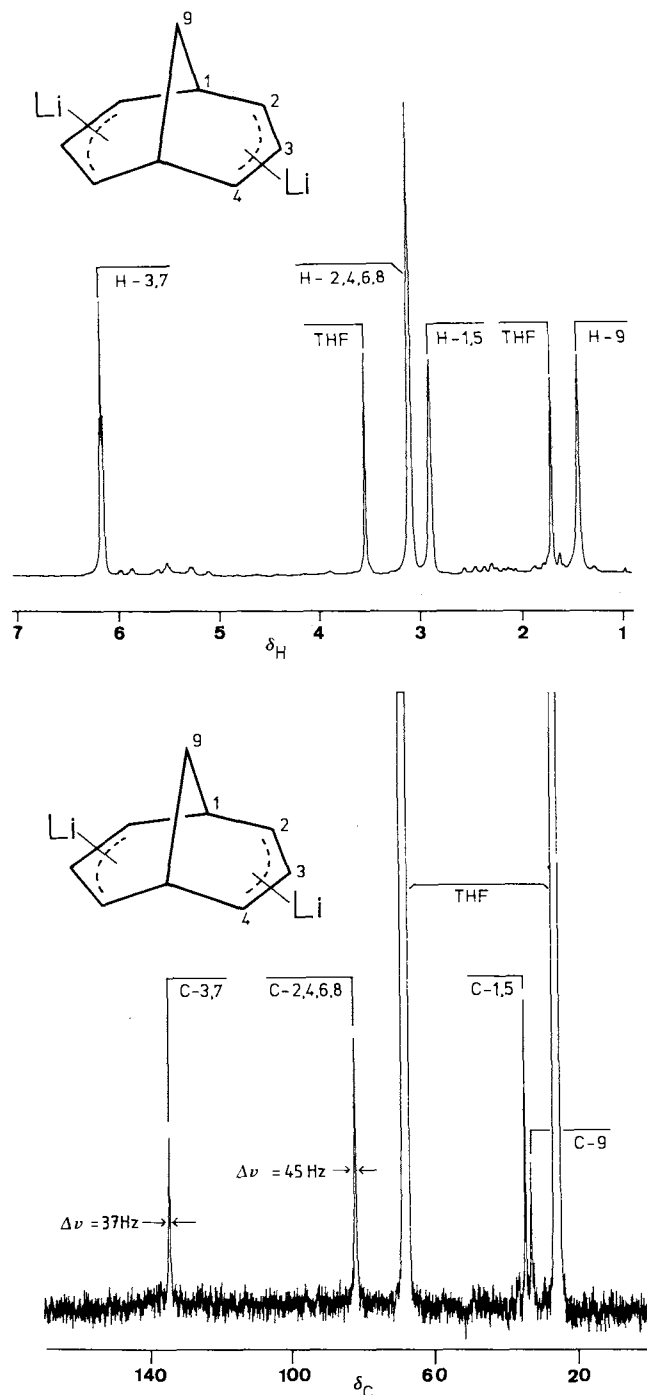 9
1
2
3
4
Li
Li
H-3,7
H-2,4,6,8
THF
H-1,5
THF
H-9
7 6 5 4 3 2 1
δH
9
1
2
3
4
Li
Li
THF
C-3,7
C-2,4,6,8
C-1,5
C-9
Δν = 45 Hz
Δν = 37Hz
140 100 60 20
δC